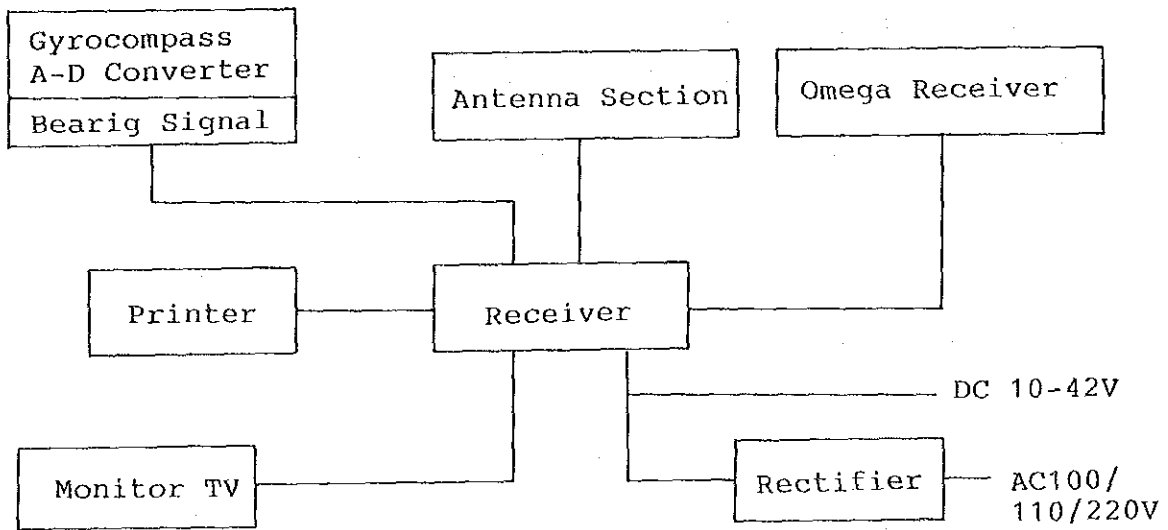 Gyrocompass
A-D Converter
Bearig Signal
Antenna Section
Omega Receiver
Printer
Receiver
DC 10-42V
Monitor TV
Rectifier
AC100/
110/220V